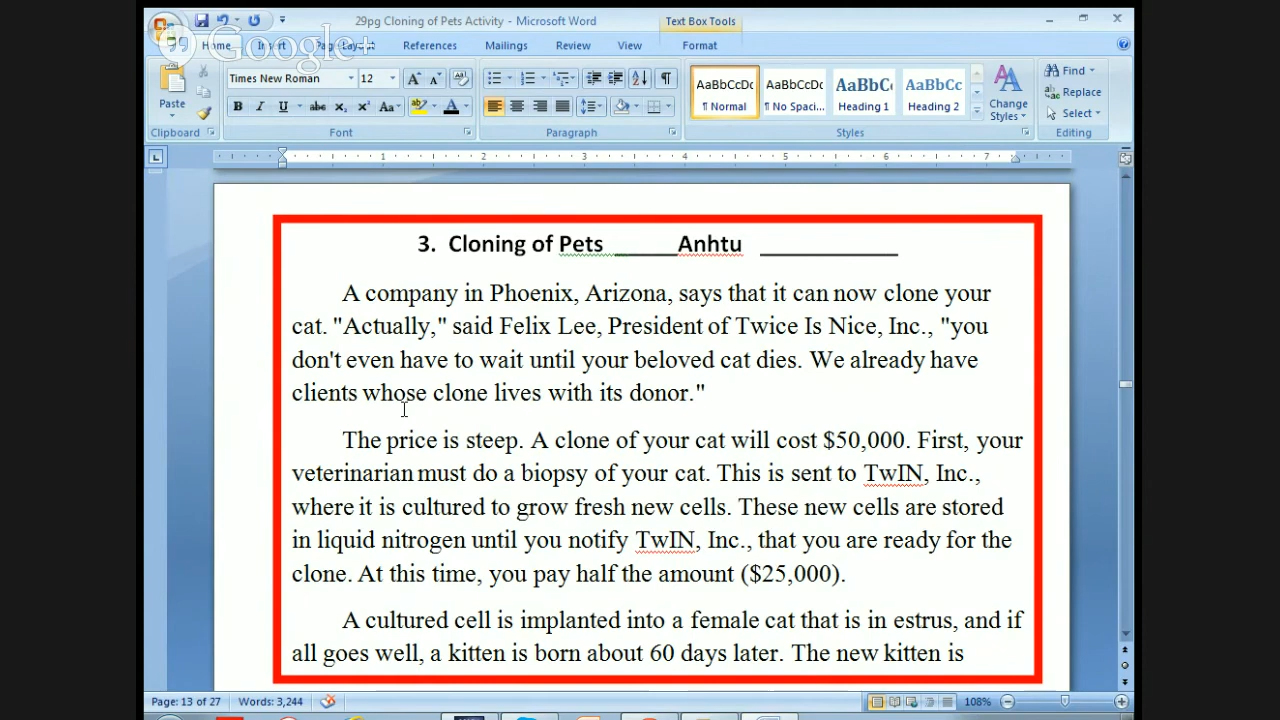 29pg Cloning of Pets Activity - Microsoft Word
Text Box Tools
Google+
Home Insert Page Layout References Mailings Review View Format
Times New Roman 12
Paste
AaBbCcDc AaBbCcDc AaBbC AaBbCc
¶ Normal ¶ No Spaci... Heading 1 Heading 2
Change Styles
Find
Replace
Select
Clipboard Font Paragraph Styles Editing
1 2 3 4 5 6 7
3. Cloning of Pets ______Anhtu ____________
A company in Phoenix, Arizona, says that it can now clone your
cat. "Actually," said Felix Lee, President of Twice Is Nice, Inc., "you
don't even have to wait until your beloved cat dies. We already have
clients whose clone lives with its donor."
The price is steep. A clone of your cat will cost $50,000. First, your
veterinarian must do a biopsy of your cat. This is sent to TwIN, Inc.,
where it is cultured to grow fresh new cells. These new cells are stored
in liquid nitrogen until you notify TwIN, Inc., that you are ready for the
clone. At this time, you pay half the amount ($25,000).
A cultured cell is implanted into a female cat that is in estrus, and if
all goes well, a kitten is born about 60 days later. The new kitten is
Page: 13 of 27 Words: 3,244 108%